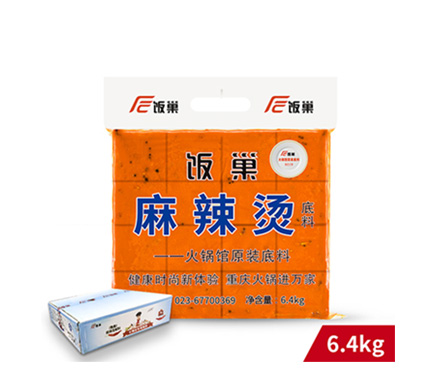 饭巢 饭巢
饭巢
麻辣烫底料
——火锅馆原装底料
健康时尚新体验 重庆火锅进万家
023-67700369 净含量：6.4kg
6.4kg